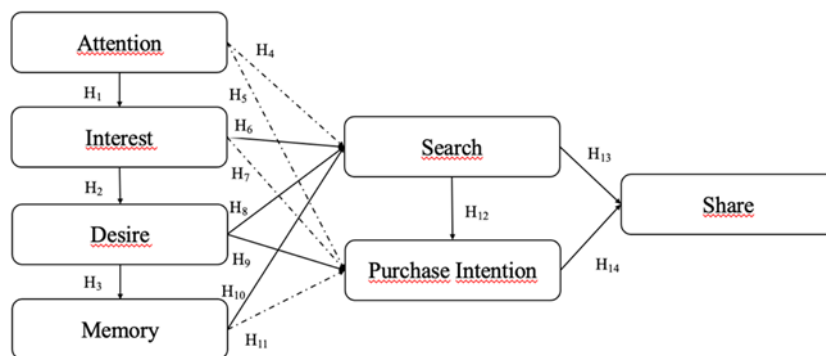 Attention
H₄
H₁
H₅
Interest
H₆
Search
H₁₃
H₇
H₂
Share
H₈
H₁₂
Desire
H₉
Purchase Intention
H₁₄
H₃
H₁₀
Memory
H₁₁